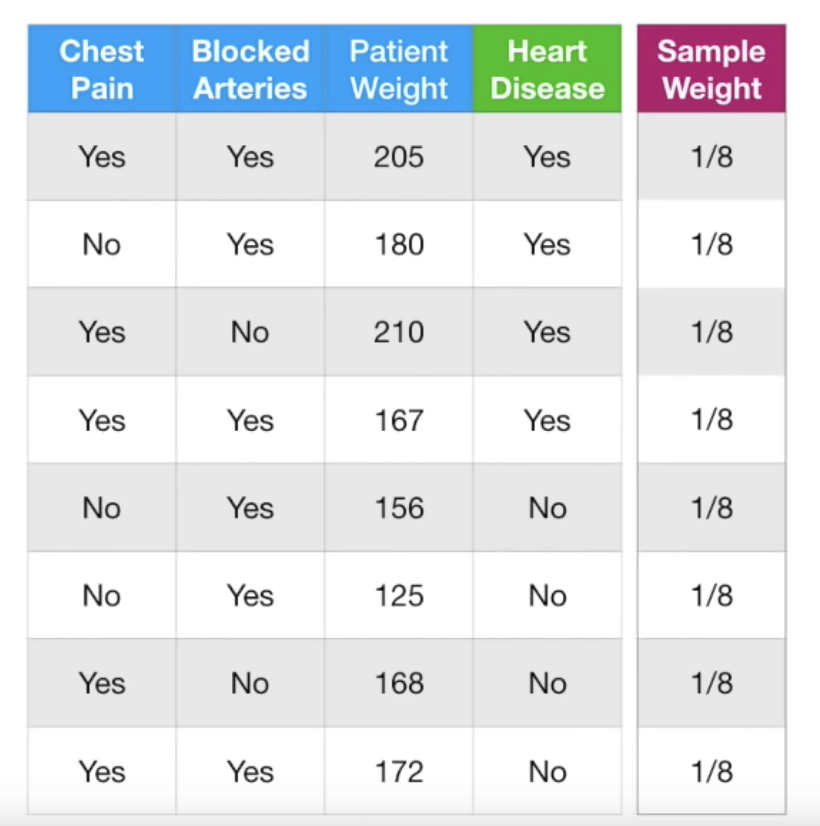 Chest Pain Blocked Arteries Patient Weight Heart Disease Sample Weight
Yes Yes 205 Yes 1/8
No Yes 180 Yes 1/8
Yes No 210 Yes 1/8
Yes Yes 167 Yes 1/8
No Yes 156 No 1/8
No Yes 125 No 1/8
Yes No 168 No 1/8
Yes Yes 172 No 1/8